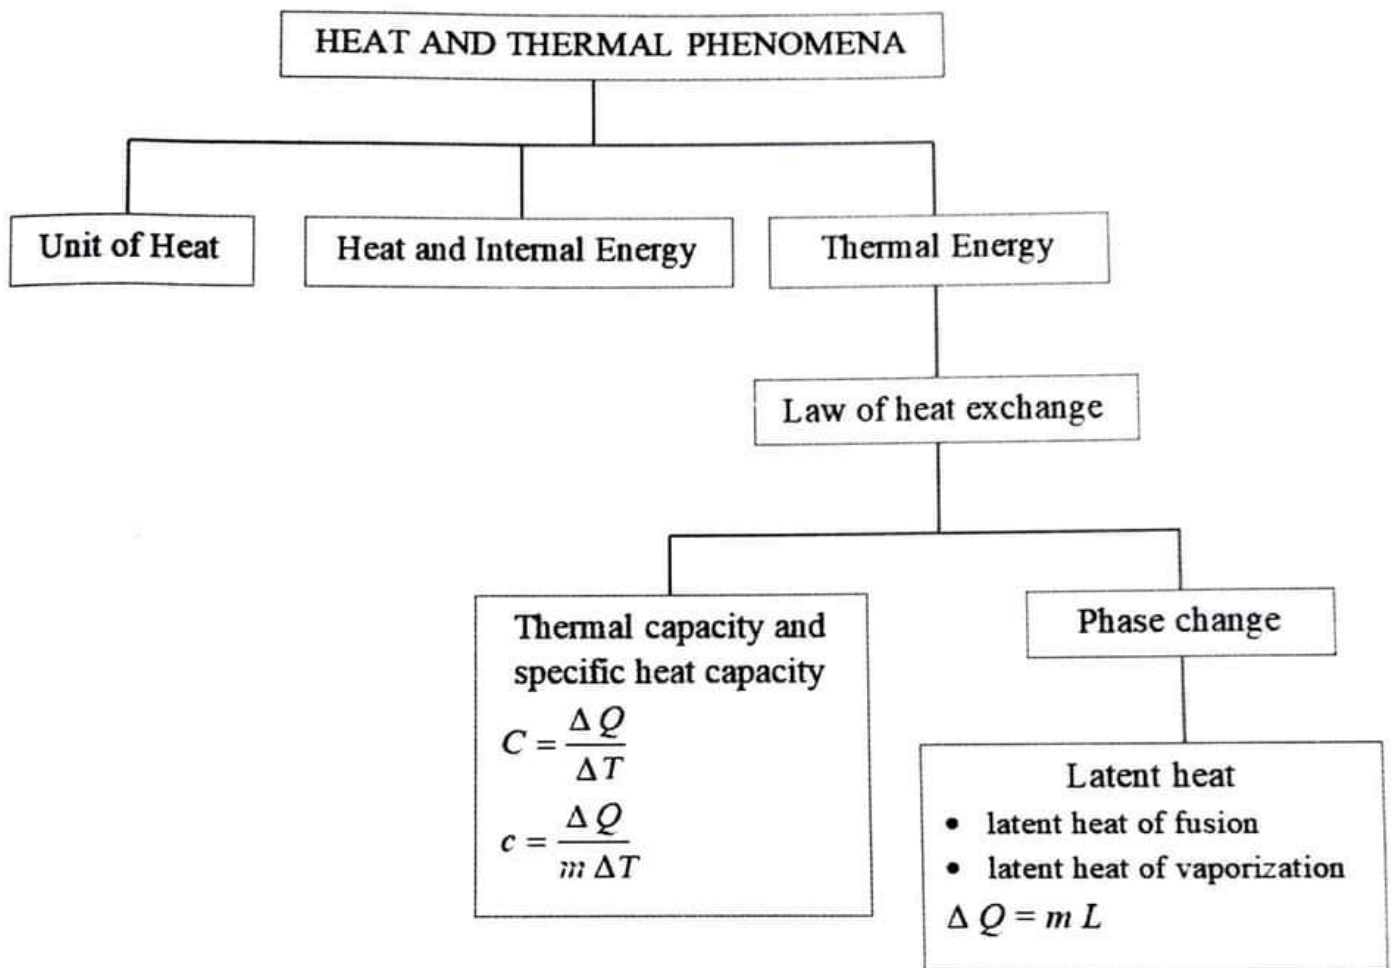 HEAT AND THERMAL PHENOMENA
Unit of Heat
Heat and Internal Energy
Thermal Energy
Law of heat exchange
Thermal capacity and
specific heat capacity
C = ΔQ / ΔT
c = ΔQ / m ΔT
Phase change
Latent heat
• latent heat of fusion
• latent heat of vaporization
Δ Q = m L